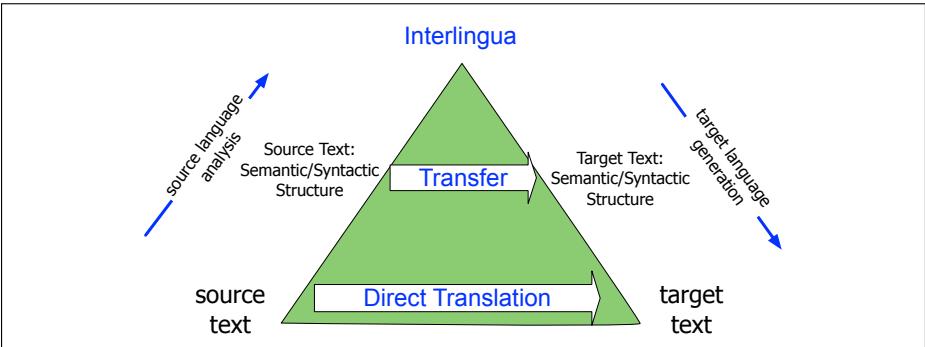 Interlingua
source language
analysis
Source Text:
Semantic/Syntactic
Structure
Transfer
Target Text:
Semantic/Syntactic
Structure
target language
generation
source
text
Direct Translation
target
text